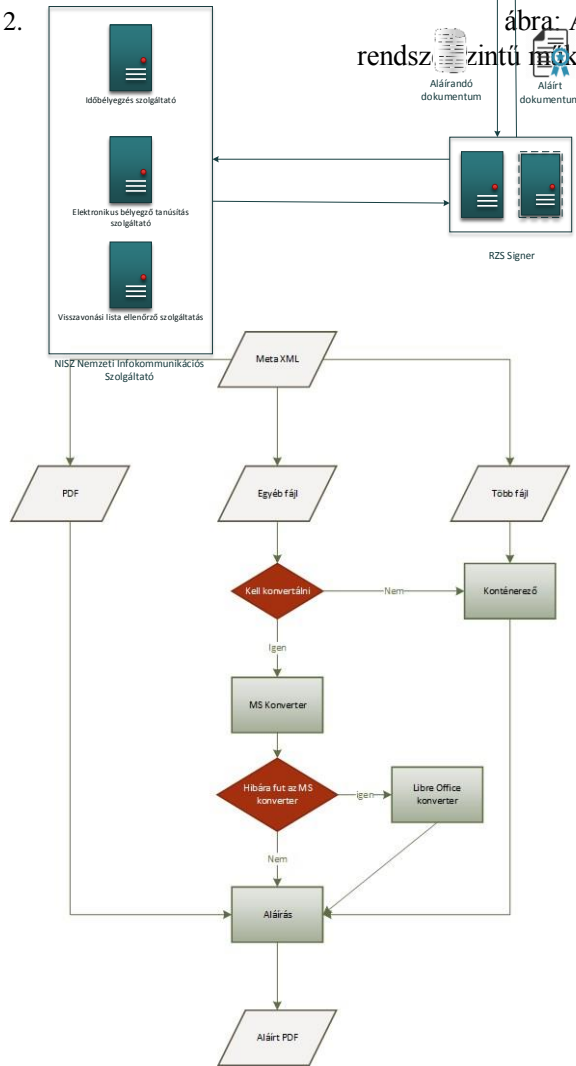 2.
ábra: A
Időbélyegzés szolgáltató
Aláírandó
dokumentum
Aláírt
dokumentum
Elektronikus bélyegző tanúsítás
szolgáltató
RZS Signer
Visszavonási lista ellenőrző szolgáltatás
NISZ Nemzeti Infokommunikációs
Szolgáltató
Meta XML
PDF
Egyéb fájl
Több fájl
Kell konvertálni
Nem
Konténerező
Igen
MS Konverter
Hibára fut az MS
konverter
igen
Libre Office
konverter
Nem
Aláírás
Aláírt PDF